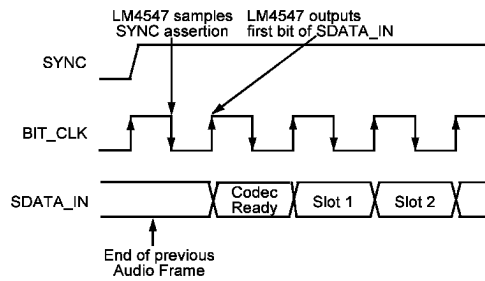 LM4547 samples
SYNC assertion
LM4547 outputs
first bit of SDATA_IN
SYNC
BIT_CLK
SDATA_IN
Codec
Ready
Slot 1
Slot 2
End of previous
Audio Frame